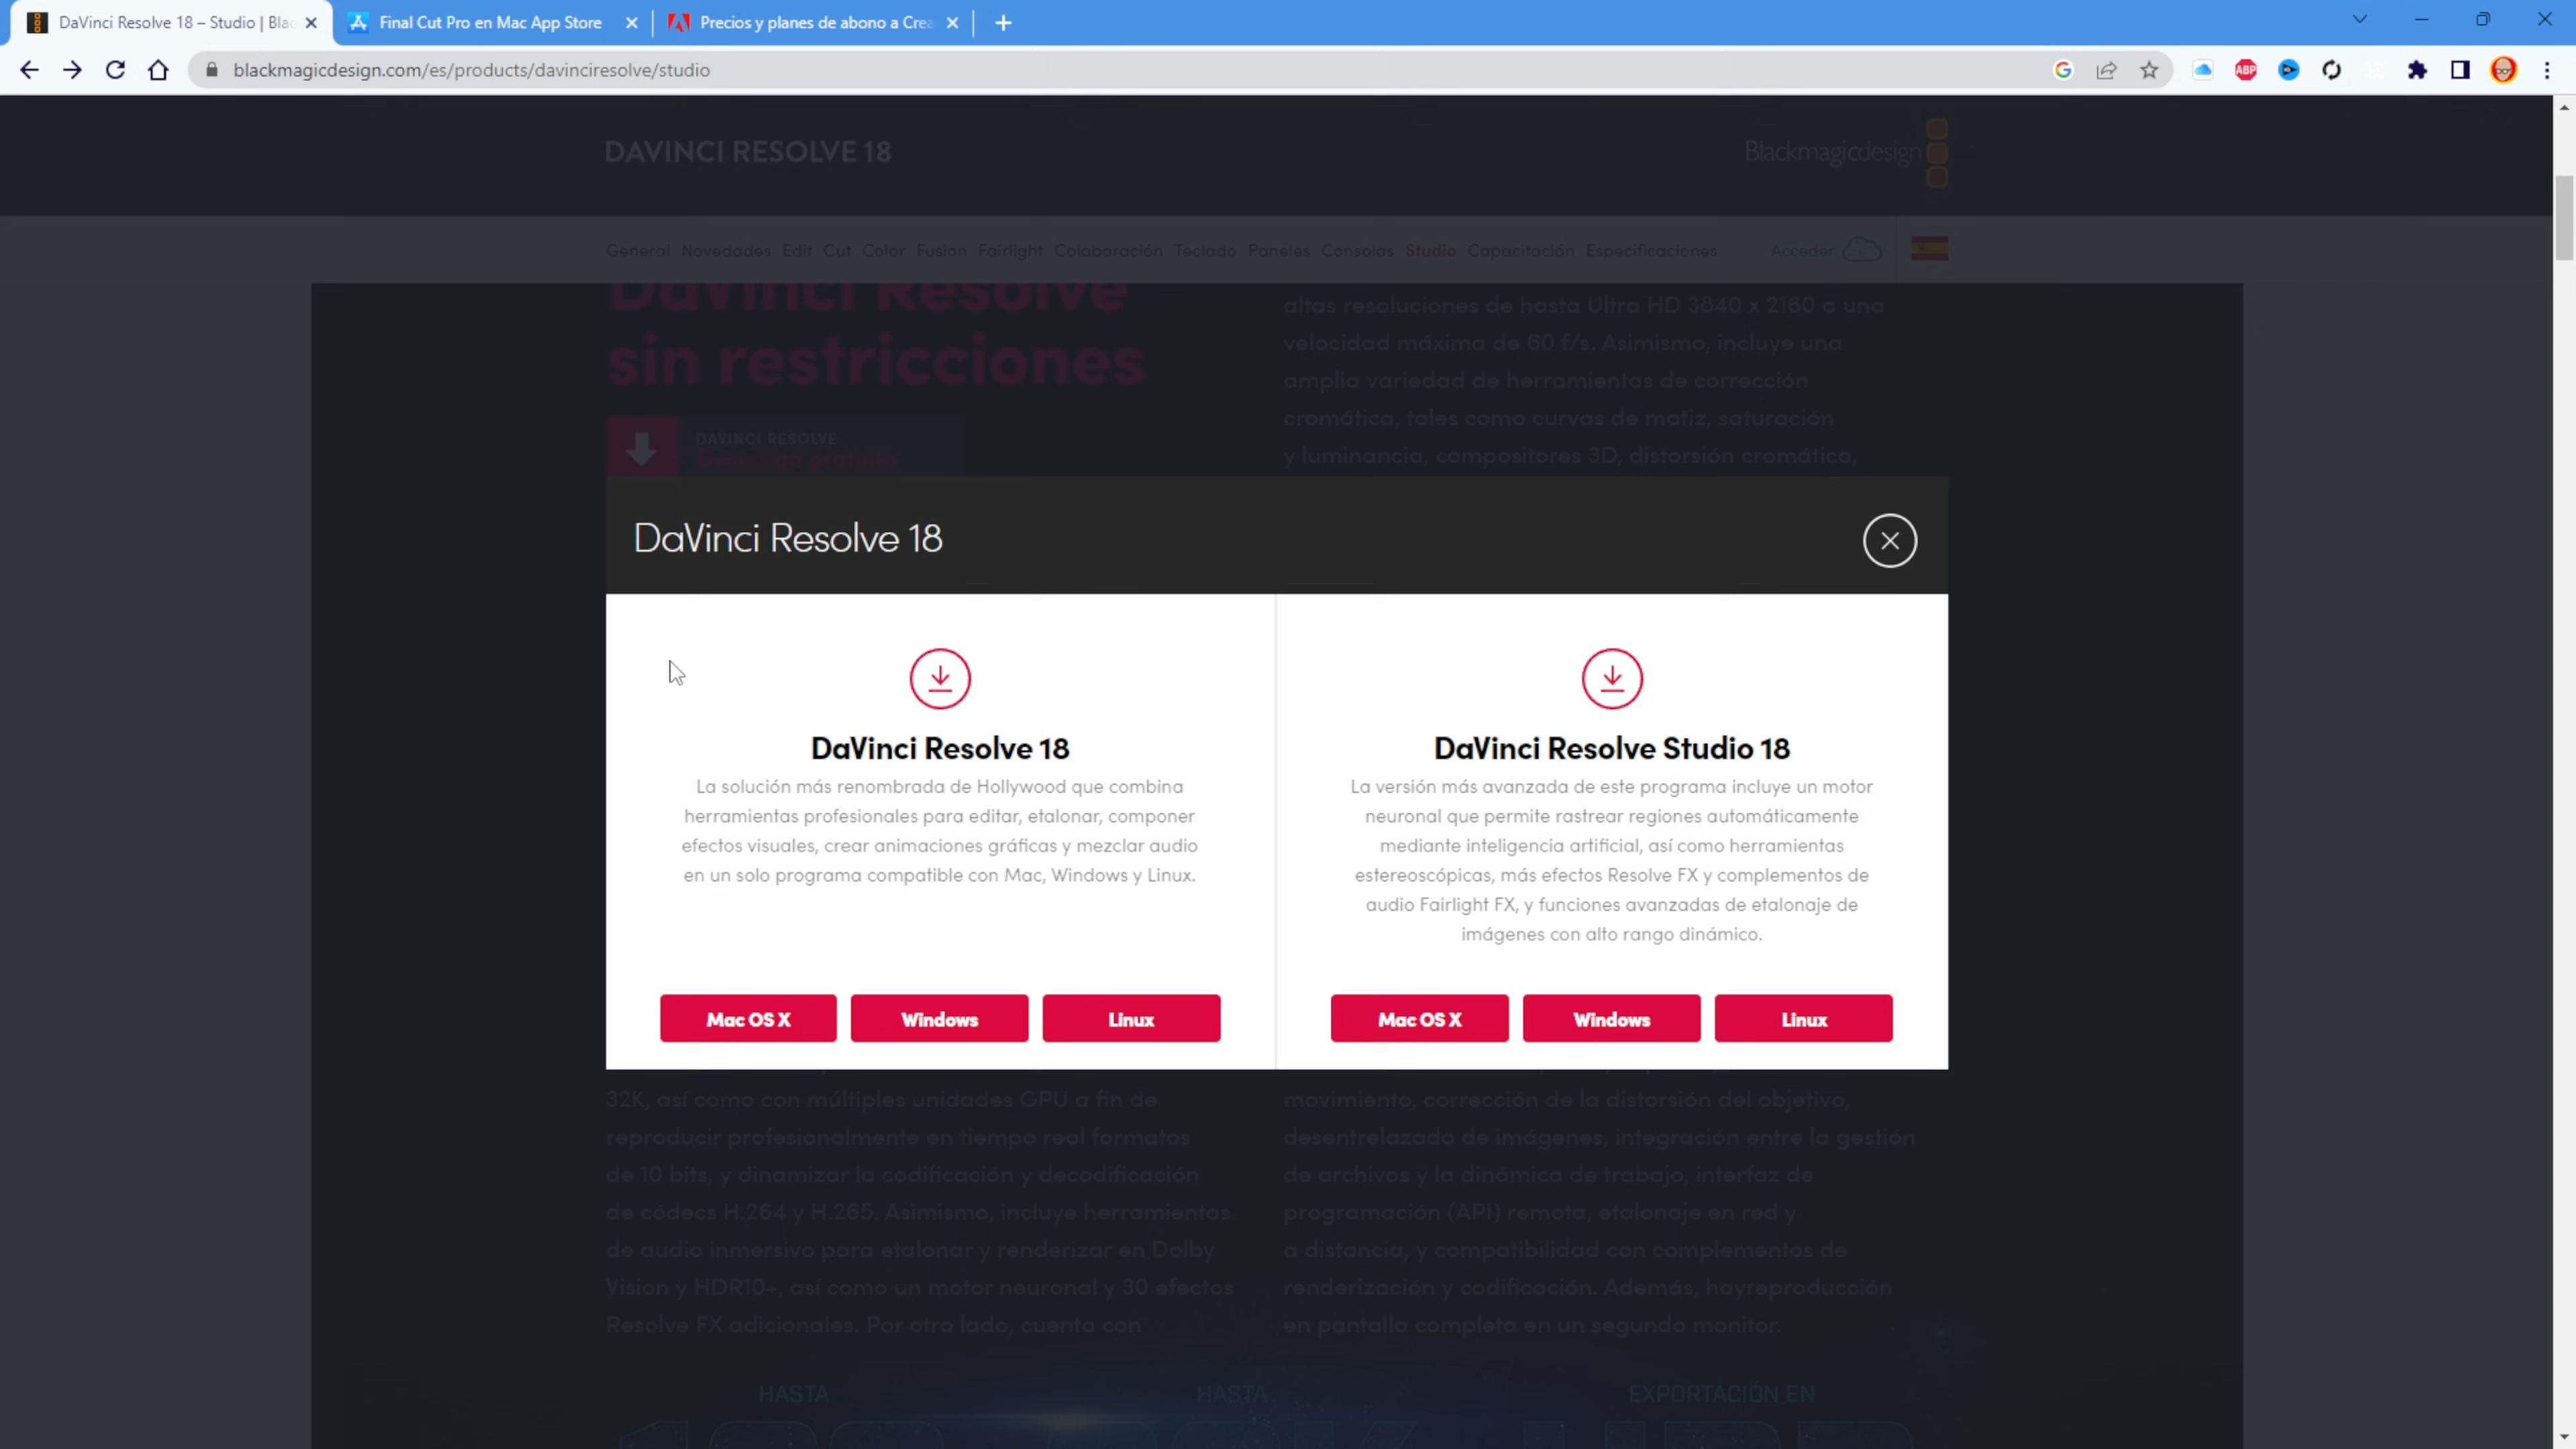 DaVinci Resolve 18 – Studio | Blac
Final Cut Pro en Mac App Store
Precios y planes de abono a Crea
blackmagicdesign.com/es/products/davinciresolve/studio
ABP
DAVINCI RESOLVE 18
Blackmagicdesign
General Novedades Edit Cut Color Fusion Fairlight Colaboración Teclado Paneles Consolas Studio Capacitación Especificaciones Acceder
DaVinci Resolve
sin restricciones
DAVINCI RESOLVE
Descarga gratuita
altas resoluciones de hasta Ultra HD 3840 x 2160 a una
velocidad máxima de 60 f/s. Asimismo, incluye una
amplia variedad de herramientas de corrección
cromática, tales como curvas de matiz, saturación
y luminancia, compositores 3D, distorsión cromática,
DaVinci Resolve 18
DaVinci Resolve 18
La solución más renombrada de Hollywood que combina
herramientas profesionales para editar, etalonar, componer
efectos visuales, crear animaciones gráficas y mezclar audio
en un solo programa compatible con Mac, Windows y Linux.
Mac OS X
Windows
Linux
DaVinci Resolve Studio 18
La versión más avanzada de este programa incluye un motor
neuronal que permite rastrear regiones automáticamente
mediante inteligencia artificial, así como herramientas
estereoscópicas, más efectos Resolve FX y complementos de
audio Fairlight FX, y funciones avanzadas de etalonaje de
imágenes con alto rango dinámico.
Mac OS X
Windows
Linux
32K, así como con múltiples unidades GPU a fin de
reproducir profesionalmente en tiempo real formatos
de 10 bits, y dinamizar la codificación y decodificación
de códecs H.264 y H.265. Asimismo, incluye herramientas
de audio inmersivo para etalonar y renderizar en Dolby
Vision y HDR10+, así como un motor neuronal y 30 efectos
Resolve FX adicionales. Por otro lado, cuenta con
movimiento, corrección de la distorsión del objetivo,
desentrelazado de imágenes, integración entre la gestión
de archivos y la dinámica de trabajo, interfaz de
programación (API) remota, etalonaje en red y
a distancia, y compatibilidad con complementos de
renderización y codificación. Además, hayreproducción
en pantalla completa en un segundo monitor.
HASTA
HASTA
EXPORTACIÓN EN